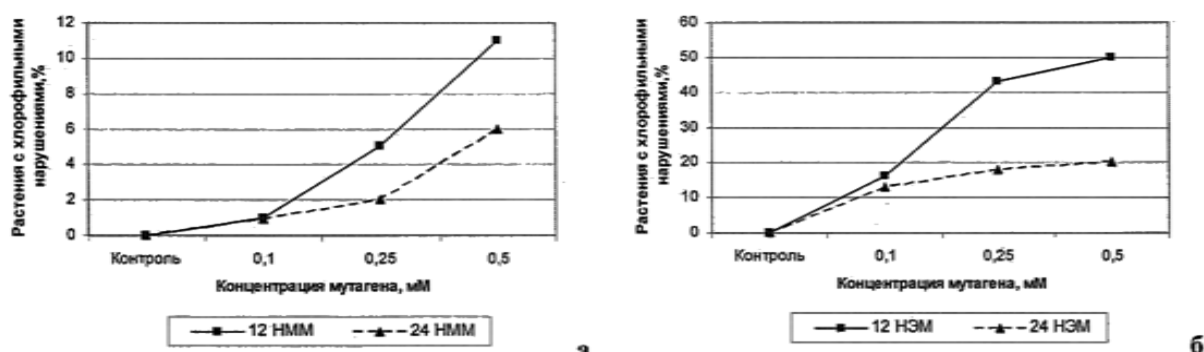 Растения с хлорофильными
нарушениями,%
12
10
8
6
4
2
0
Контроль
0,1
0,25
0,5
Концентрация мутагена, мМ
12 НММ
24 НММ
а
Растения с хлорофильными
нарушениями,%
60
50
40
30
20
10
0
Контроль
0,1
0,25
0,5
Концентрация мутагена, мМ
12 НЭМ
24 НЭМ
б